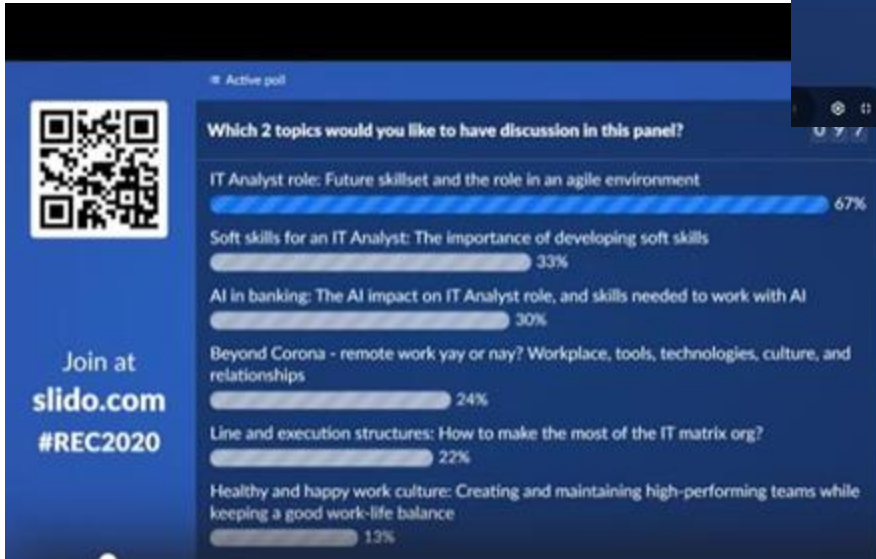 Active poll
Which 2 topics would you like to have discussion in this panel?
097
IT Analyst role: Future skillset and the role in an agile environment
67%
Soft skills for an IT Analyst: The importance of developing soft skills
33%
AI in banking: The AI impact on IT Analyst role, and skills needed to work with AI
30%
Beyond Corona - remote work yay or nay? Workplace, tools, technologies, culture, and
relationships
24%
Line and execution structures: How to make the most of the IT matrix org?
22%
Healthy and happy work culture: Creating and maintaining high-performing teams while
keeping a good work-life balance
13%
Join at
slido.com
#REC2020